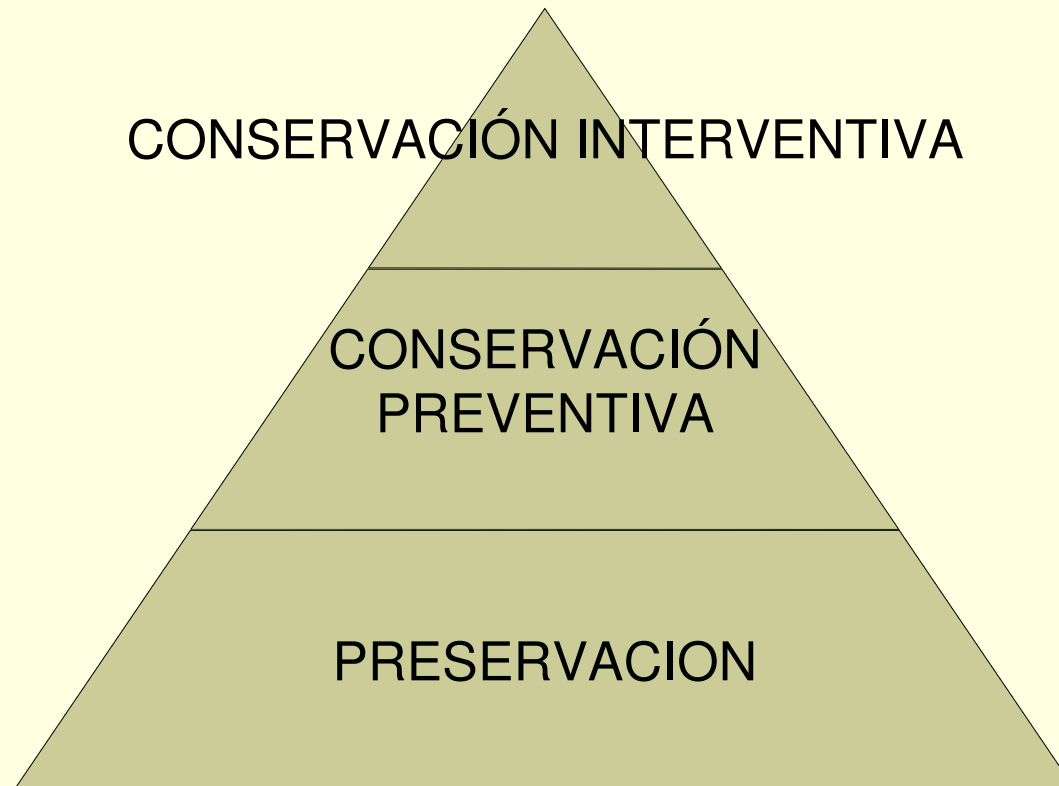 CONSERVACIÓN INTERVENTIVA
CONSERVACIÓN
PREVENTIVA
PRESERVACION